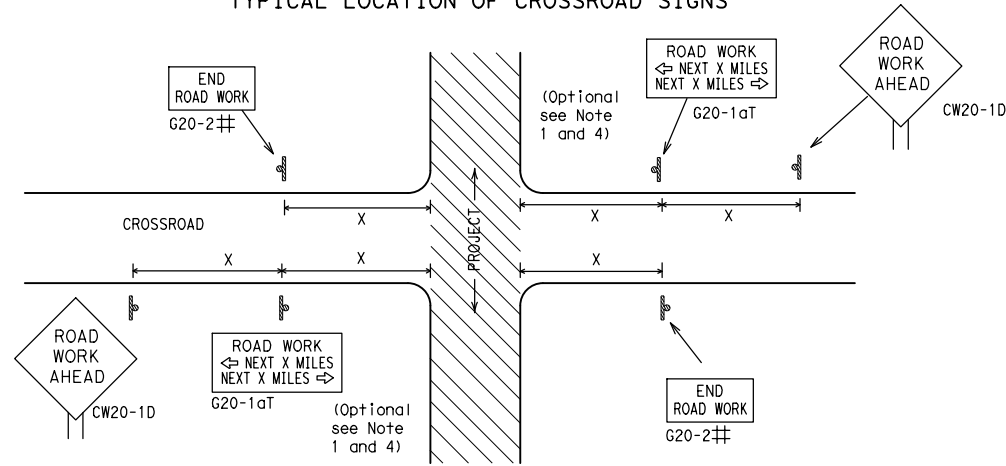 TYPICAL LOCATION OF CROSSROAD SIGNS
END
ROAD WORK
G20-2#
(Optional
see Note
1 and 4)
ROAD WORK
⇦ NEXT X MILES
NEXT X MILES ⇨
G20-1aT
ROAD
WORK
AHEAD
CW20-1D
X
X
X
CROSSROAD
PROJECT
X
X
X
ROAD
WORK
AHEAD
CW20-1D
ROAD WORK
⇦ NEXT X MILES
NEXT X MILES ⇨
G20-1aT
(Optional
see Note
1 and 4)
END
ROAD WORK
G20-2#